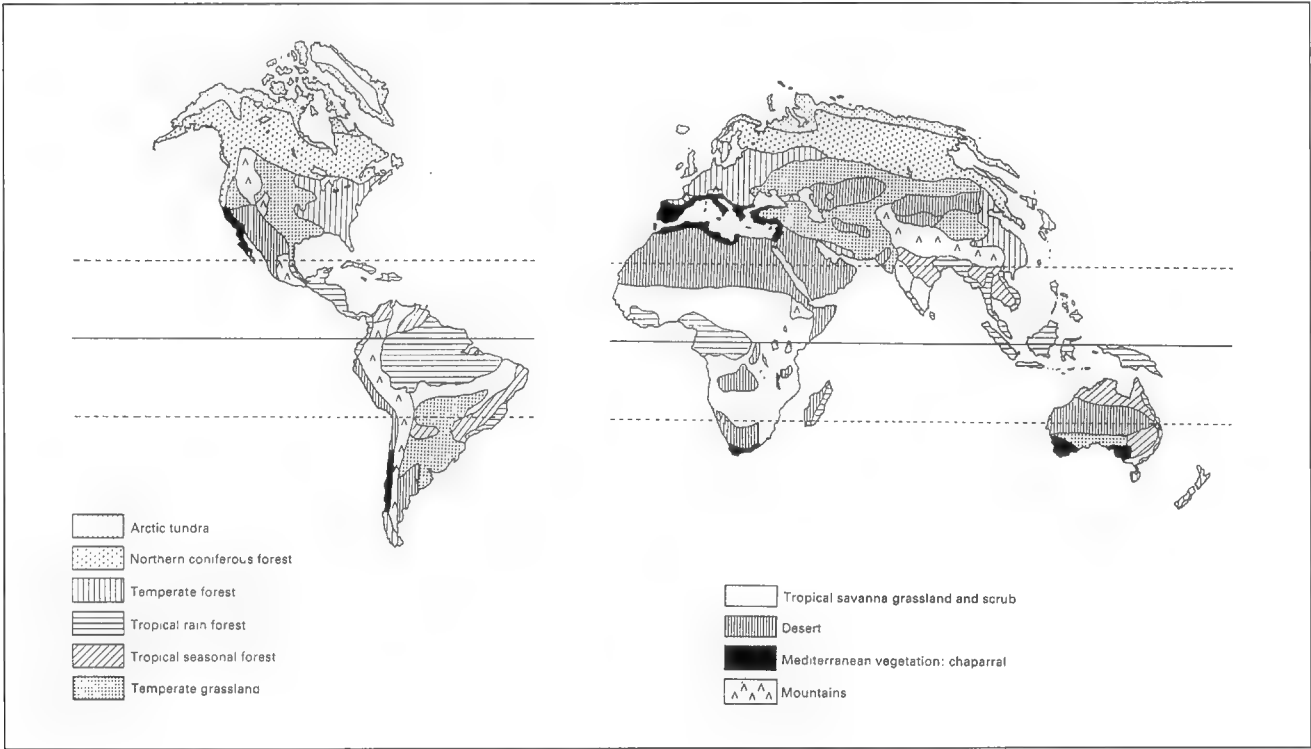 Arctic tundra
Northern coniferous forest
Temperate forest
Tropical rain forest
Tropical seasonal forest
Temperate grassland
Tropical savanna grassland and scrub
Desert
Mediterranean vegetation: chaparral
Mountains